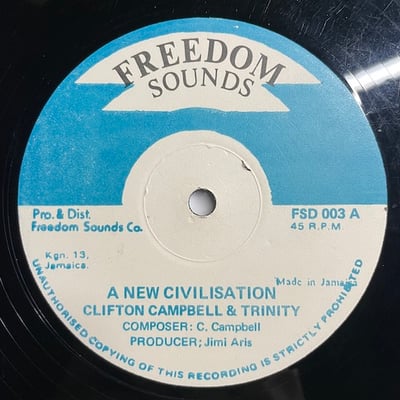 FREEDOM
SOUNDS
Pro. & Dist.
Freedom Sounds Co.
Kgn. 13,
Jamaica.
FSD 003 A
45 R.P.M.
Made in Jamaica
A NEW CIVILISATION
CLIFTON CAMPBELL & TRINITY
COMPOSER: C. Campbell
PRODUCER; Jimi Aris
UNAUTHORISED COPYING OF THIS RECORDING IS STRICTLY PROHIBITED